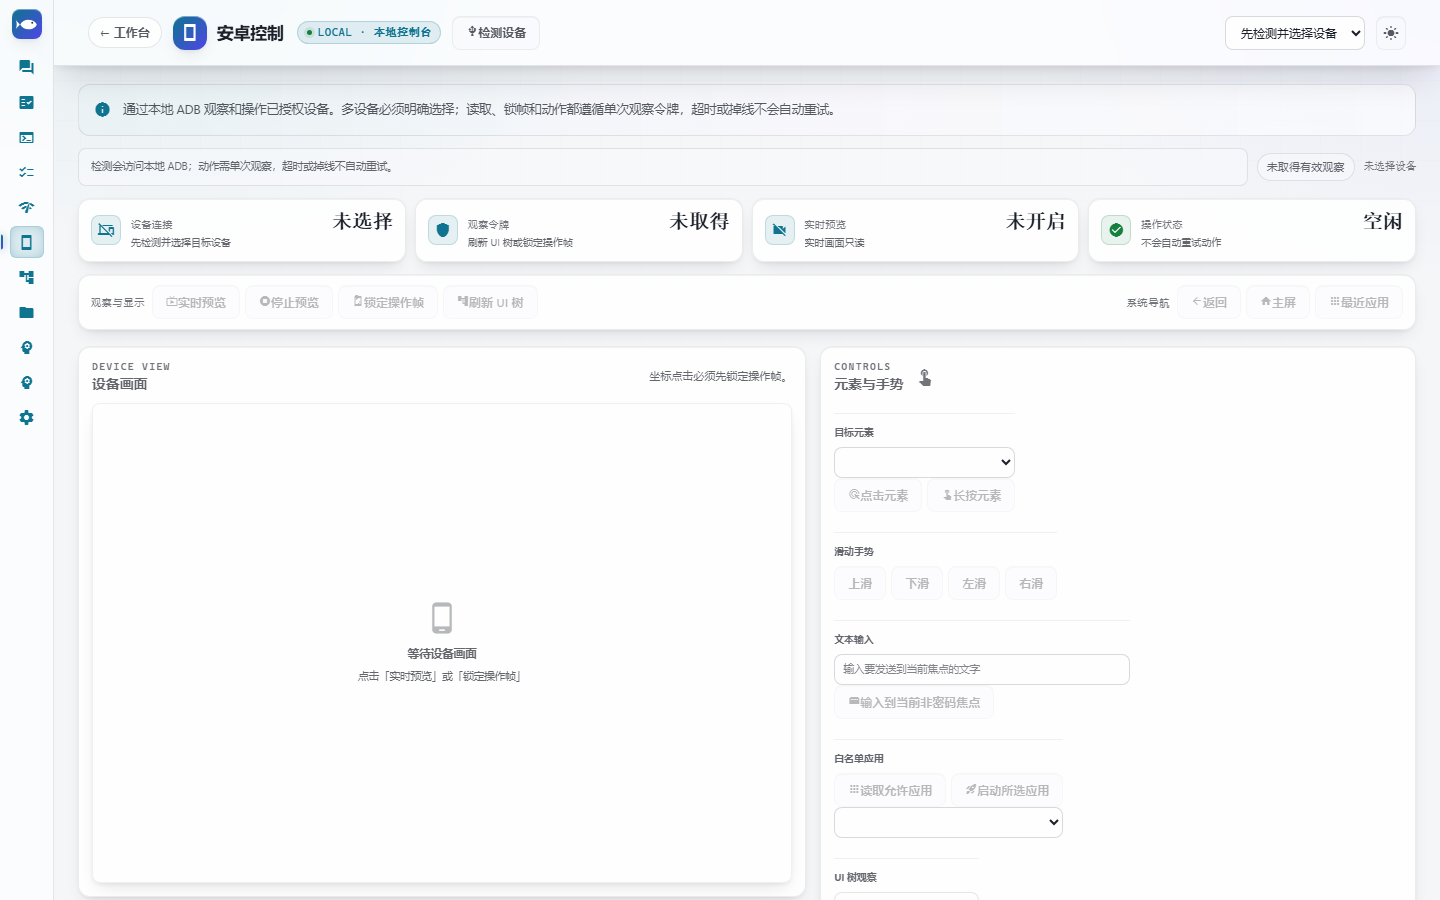 ← 工作台
安卓控制
LOCAL · 本地控制台
检测设备
先检测并选择设备
通过本地 ADB 观察和操作已授权设备。多设备必须明确选择；读取、锁帧和动作都遵循单次观察令牌，超时或掉线不会自动重试。
检测会访问本地 ADB；动作需单次观察，超时或掉线不自动重试。
未取得有效观察
未选择设备
设备连接
未选择
先检测并选择目标设备
观察令牌
未取得
刷新 UI 树或锁定操作帧
实时预览
未开启
实时画面只读
操作状态
空闲
不会自动重试动作
观察与显示
实时预览
停止预览
锁定操作帧
刷新 UI 树
系统导航
返回
主屏
最近应用
DEVICE VIEW
设备画面
坐标点击必须先锁定操作帧。
等待设备画面
点击「实时预览」或「锁定操作帧」
CONTROLS
元素与手势
目标元素
点击元素
长按元素
滑动手势
上滑
下滑
左滑
右滑
文本输入
输入要发送到当前焦点的文字
输入到当前非密码焦点
白名单应用
读取允许应用
启动所选应用
UI 树观察